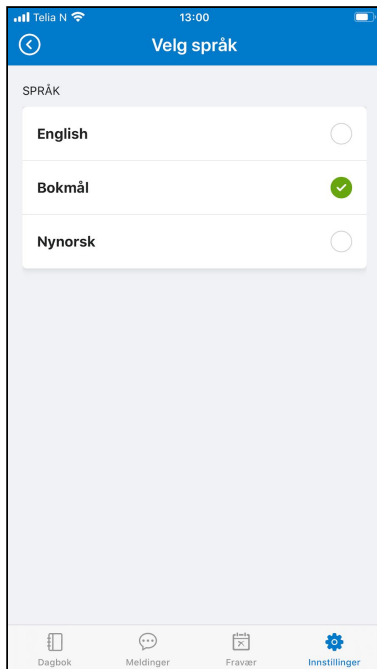 Telia N 13:00
Velg språk
SPRÅK
English
Bokmål
Nynorsk
Dagbok Meldinger Fravær Innstillinger